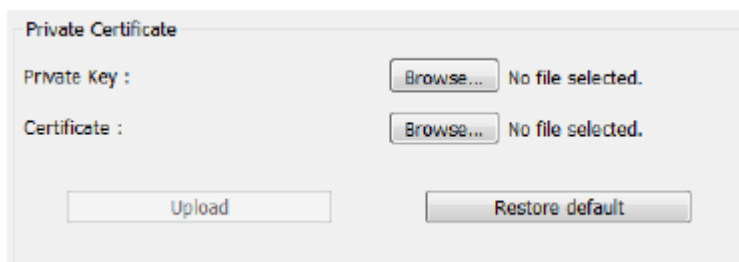 Private Certificate
Private Key : Browse... No file selected.
Certificate : Browse... No file selected.
Upload Restore default